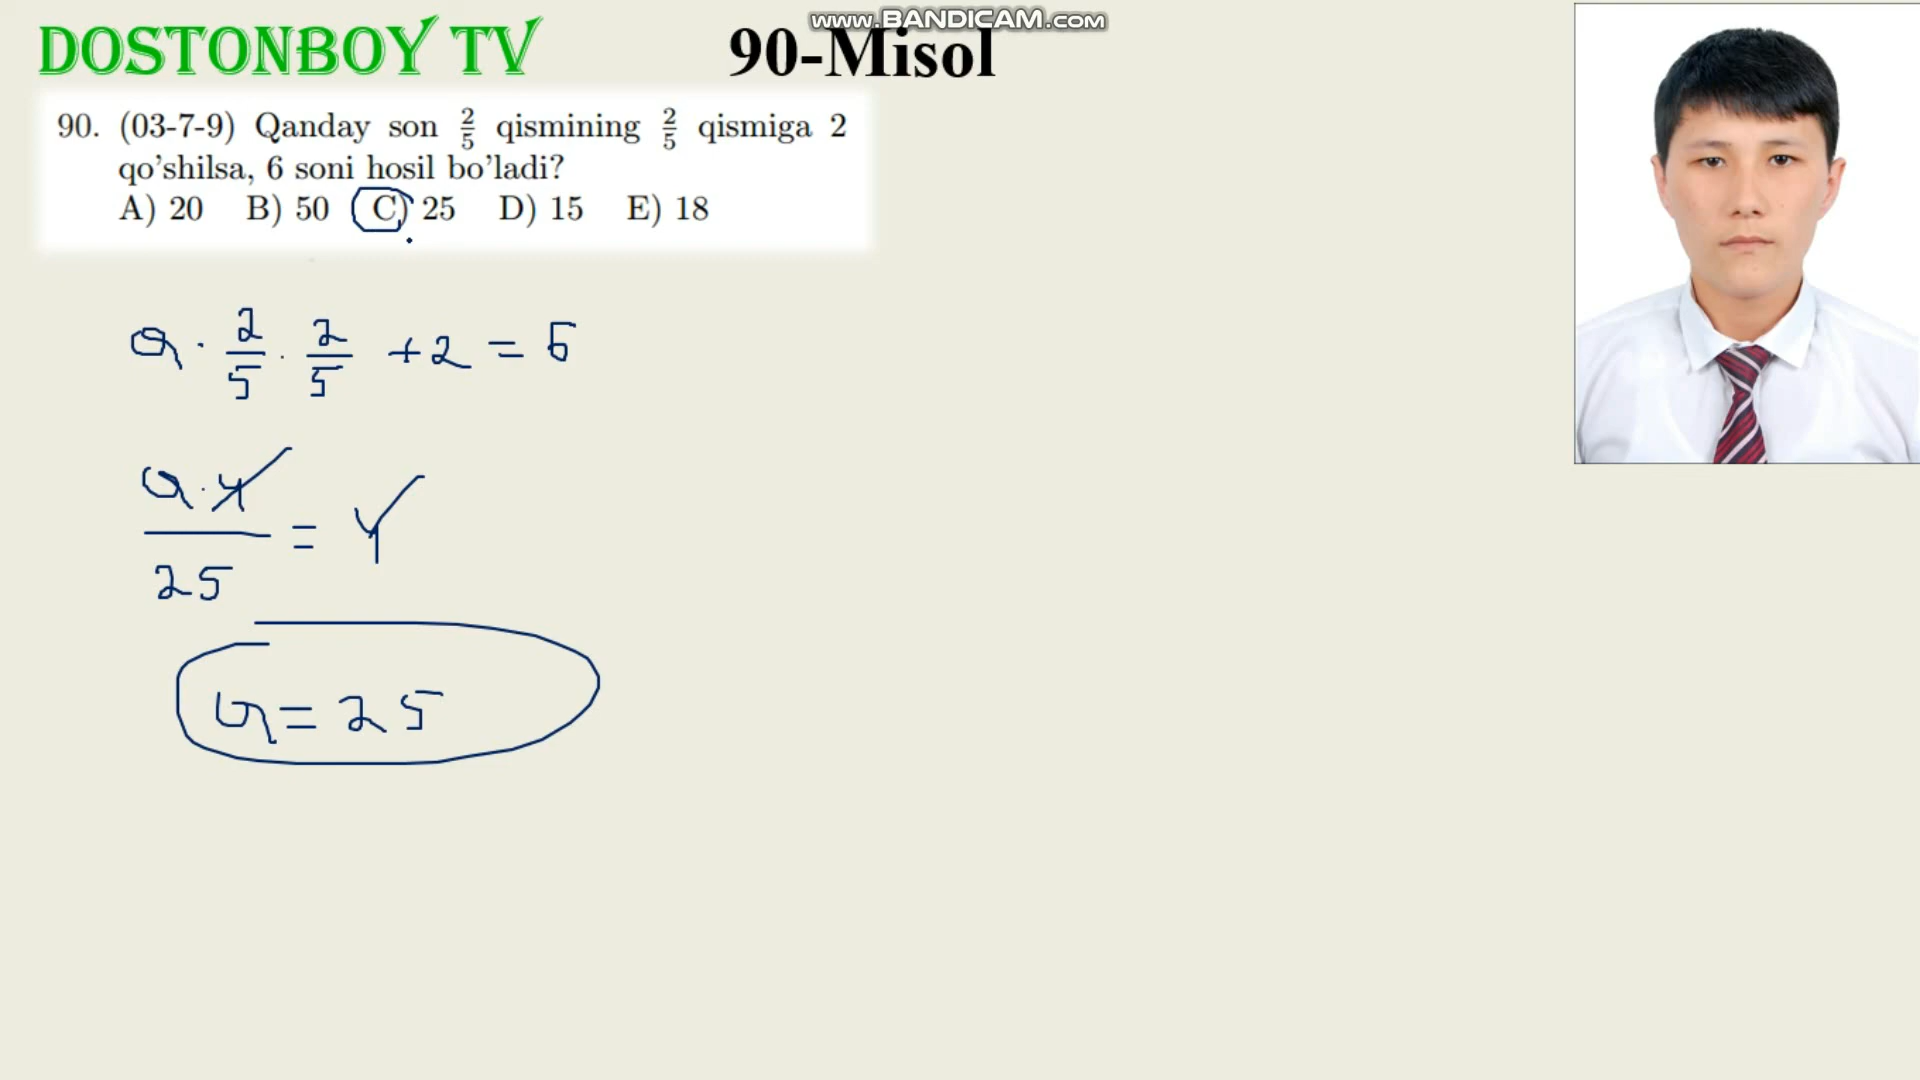 www.BANDICAM.com
DOSTONBOY TV
90-Misol
90. (03-7-9) Qanday son 2/5 qismining 2/5 qismiga 2
qo'shilsa, 6 soni hosil bo'ladi?
A) 20 B) 50 C) 25 D) 15 E) 18
a · 2/5 · 2/5 + 2 = 6
a · 4/25 = 4
a = 25